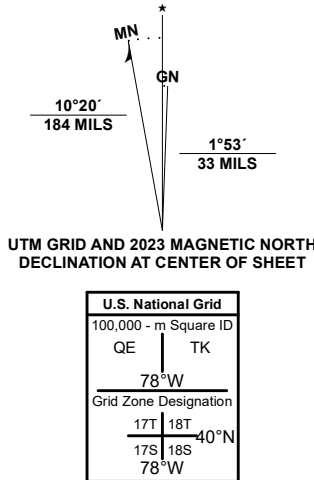 ★
MN
GN
10°20´
184 MILS
1°53´
33 MILS
UTM GRID AND 2023 MAGNETIC NORTH
DECLINATION AT CENTER OF SHEET
U.S. National Grid
100,000 - m Square ID
QE TK
78°W
Grid Zone Designation
17T 18T
40°N
17S 18S
78°W